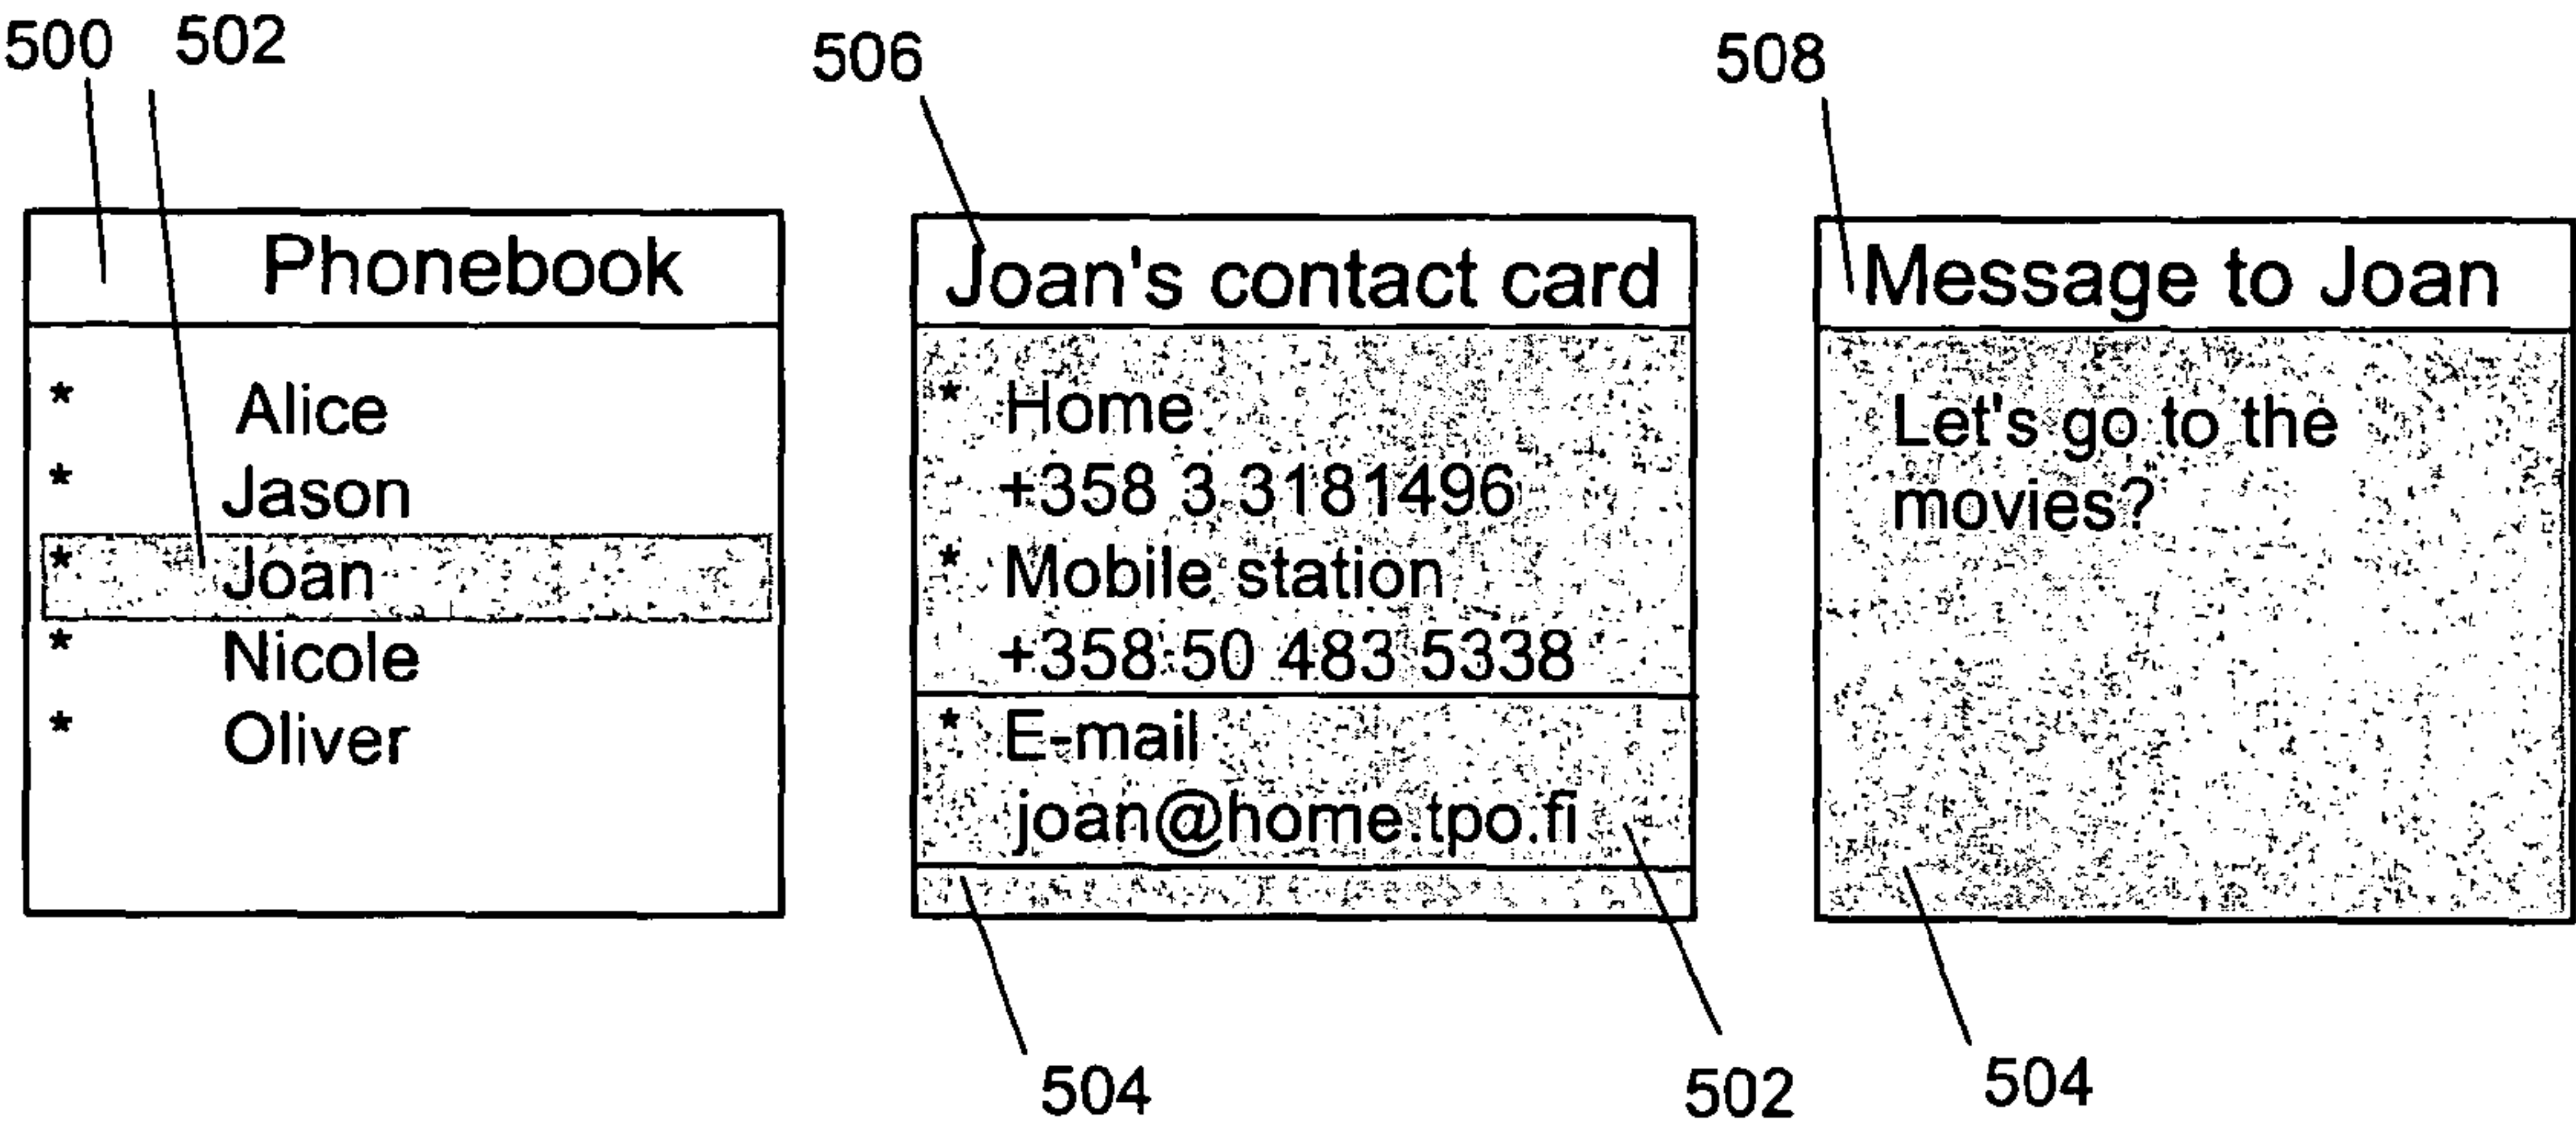 500 502
506
508
Phonebook
* Alice
* Jason
* Joan
* Nicole
* Oliver
Joan's contact card
* Home
+358 3 3181496
* Mobile station
+358 50 483 5338
* E-mail
joan@home.tpo.fi
Message to Joan
Let's go to the
movies?
504
502
504